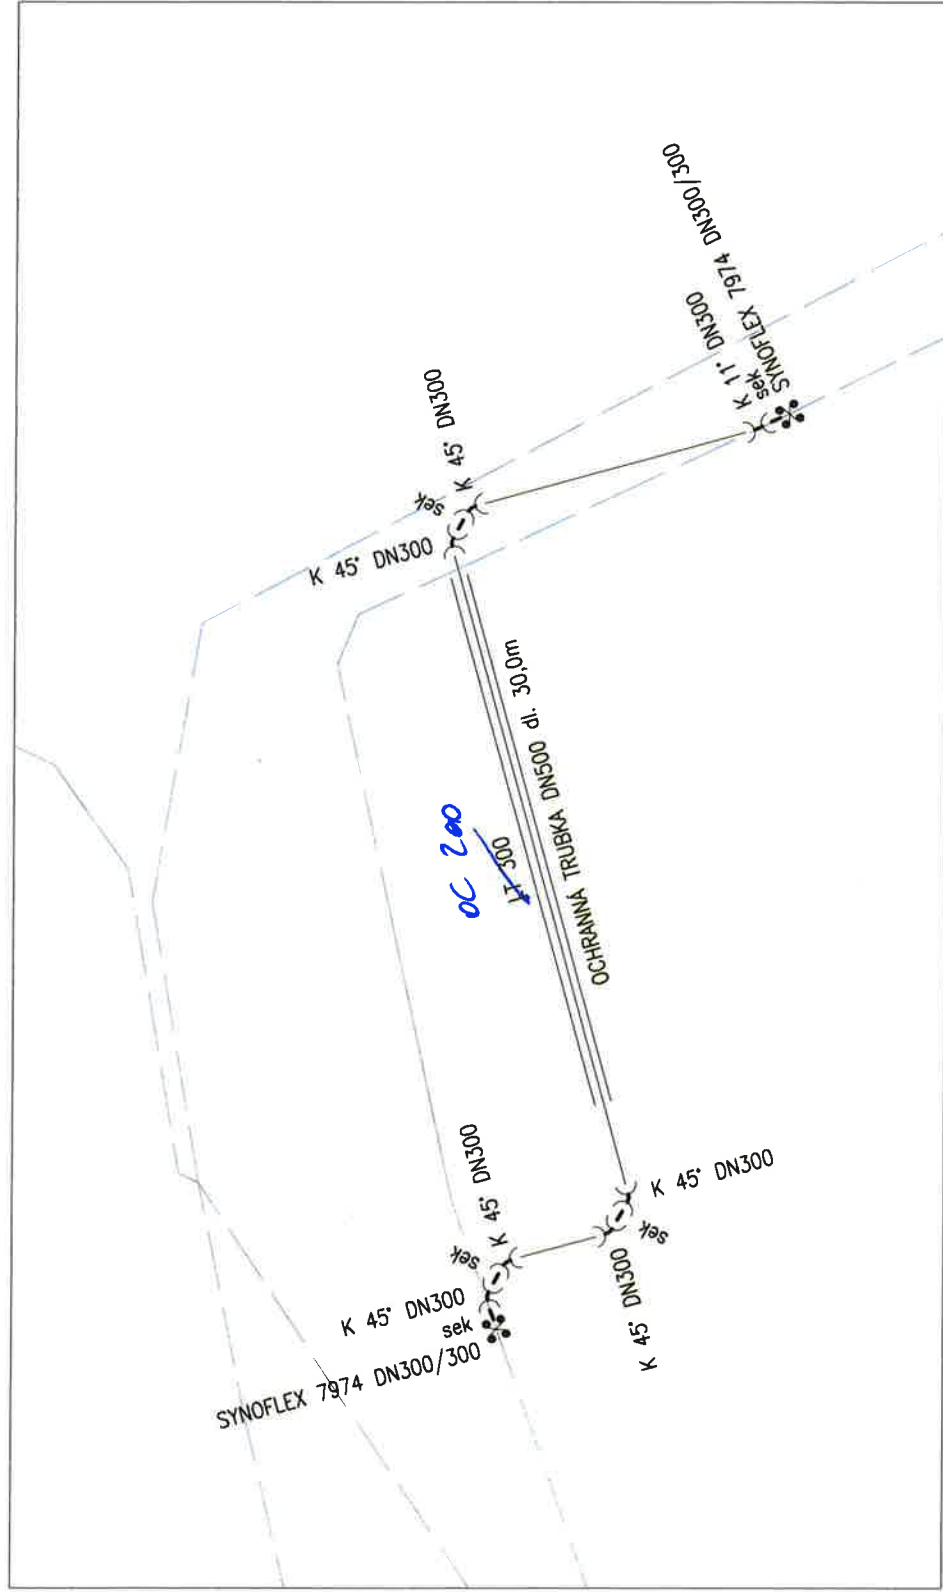 SYNOFLEX 7974 DN300/300
K 11° DN300
sek
K 45° DN300
sek
K 45° DN300
OCHRANNÁ TRUBKA DN500 dl. 30,0m
OC 200
LT 300
K 45° DN300
sek
K 45° DN300
K 45° DN300
sek
K 45° DN300
sek
SYNOFLEX 7974 DN300/300